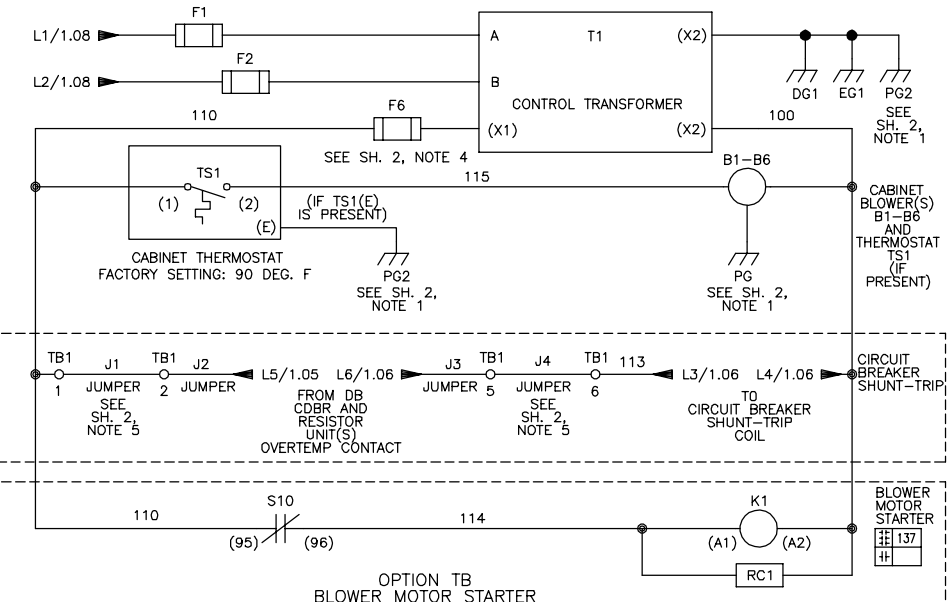 F1
L1/1.08
A
T1
(X2)
F2
L2/1.08
B
DG1
EG1
PG2
SEE
SH. 2,
NOTE 1
CONTROL TRANSFORMER
110
F6
(X1)
(X2)
100
SEE SH. 2, NOTE 4
TS1
(1)
(2)
(E)
115
(IF TS1(E)
IS PRESENT)
B1-B6
CABINET
BLOWER(S)
B1-B6
AND
THERMOSTAT
TS1
(IF
PRESENT)
CABINET THERMOSTAT
FACTORY SETTING: 90 DEG. F
PG2
SEE SH. 2,
NOTE 1
PG
SEE SH. 2,
NOTE 1
TB1
1
J1
JUMPER
SEE
SH. 2,
NOTE 5
TB1
2
J2
JUMPER
L5/1.05
L6/1.06
FROM DB
CDBR AND
RESISTOR
UNIT(S)
OVERTEMP CONTACT
J3
JUMPER
TB1
5
J4
JUMPER
SEE
SH. 2,
NOTE 5
TB1
6
113
L3/1.06
L4/1.06
TO
CIRCUIT BREAKER
SHUNT-TRIP
COIL
CIRCUIT
BREAKER
SHUNT-TRIP
110
S10
(95)
(96)
114
K1
(A1)
(A2)
RC1
BLOWER
MOTOR
STARTER
137
OPTION TB
BLOWER MOTOR STARTER